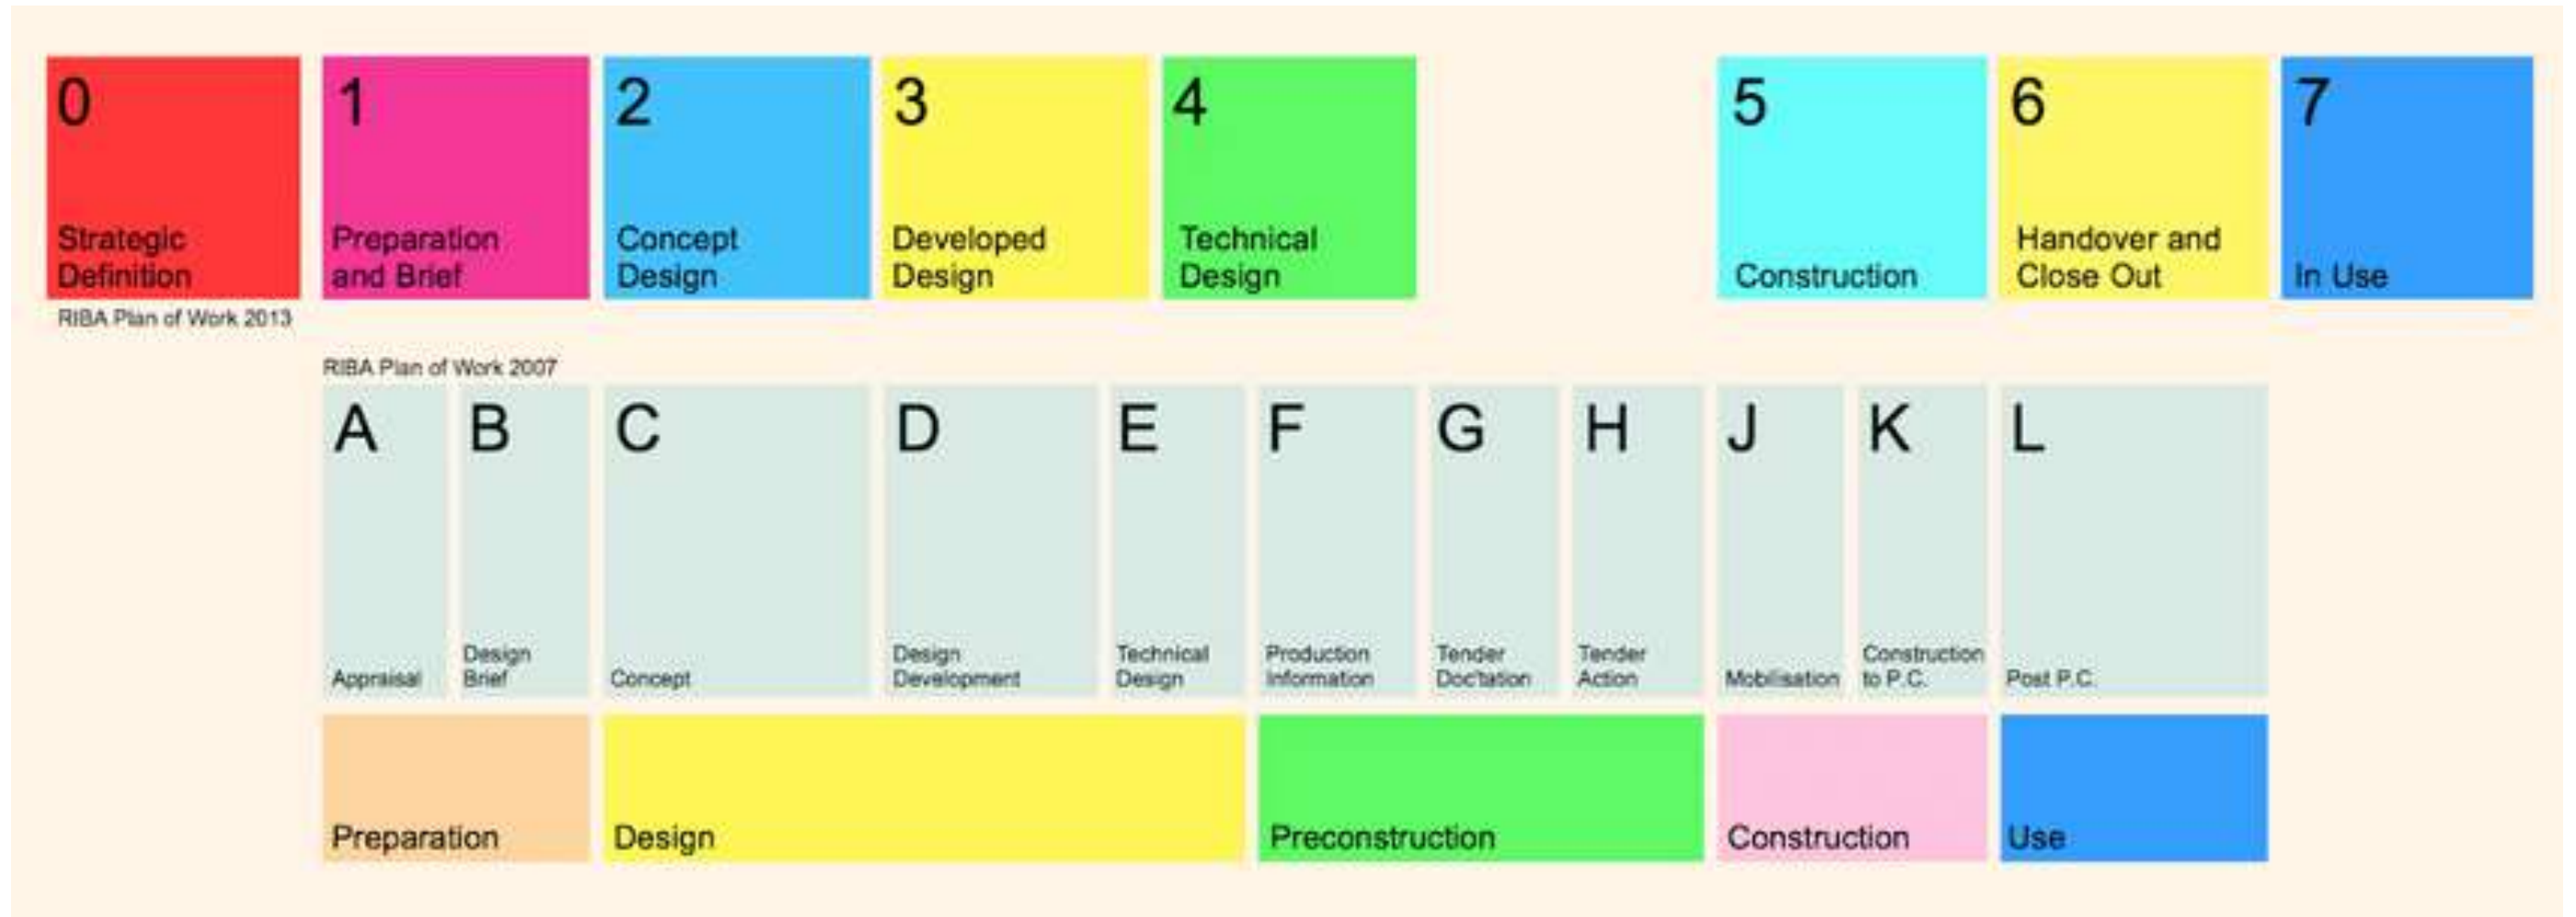 0
Strategic
Definition
1
Preparation
and Brief
2
Concept
Design
3
Developed
Design
4
Technical
Design
5
Construction
6
Handover and
Close Out
7
In Use
RIBA Plan of Work 2013
RIBA Plan of Work 2007
A
Appraisal
B
Design
Brief
C
Concept
D
Design
Development
E
Technical
Design
F
Production
Information
G
Tender
Doc'tation
H
Tender
Action
J
Mobilisation
K
Construction
to P.C.
L
Post P.C.
Preparation
Design
Preconstruction
Construction
Use